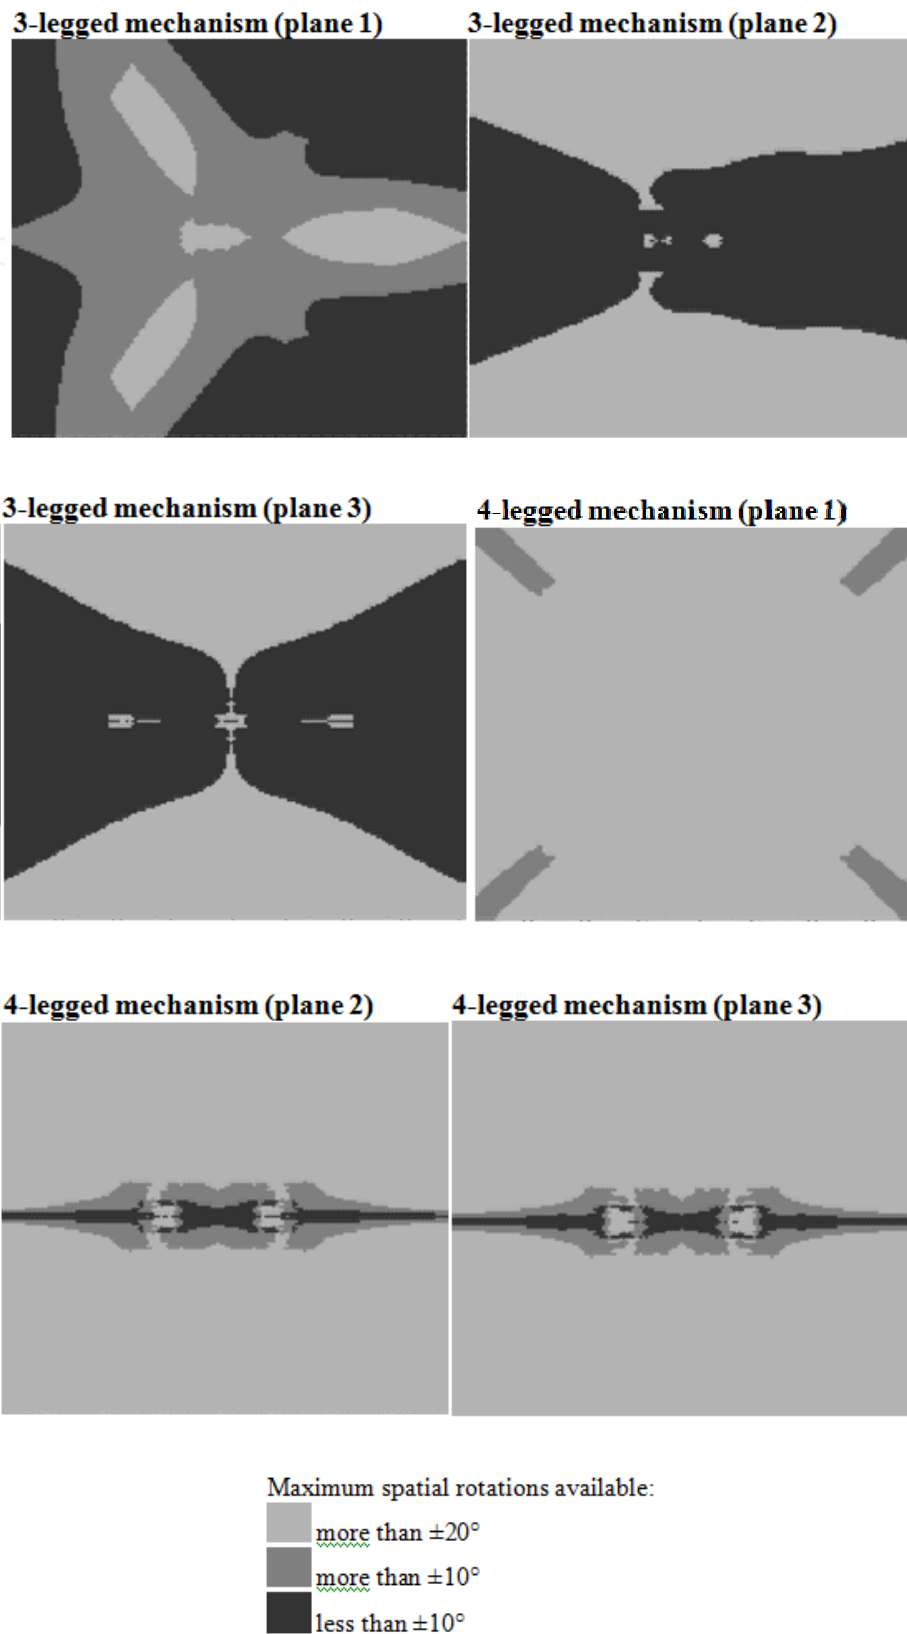 3-legged mechanism (plane 1)
3-legged mechanism (plane 2)
3-legged mechanism (plane 3)
4-legged mechanism (plane 1)
4-legged mechanism (plane 2)
4-legged mechanism (plane 3)
Maximum spatial rotations available:
more than ±20°
more than ±10°
less than ±10°